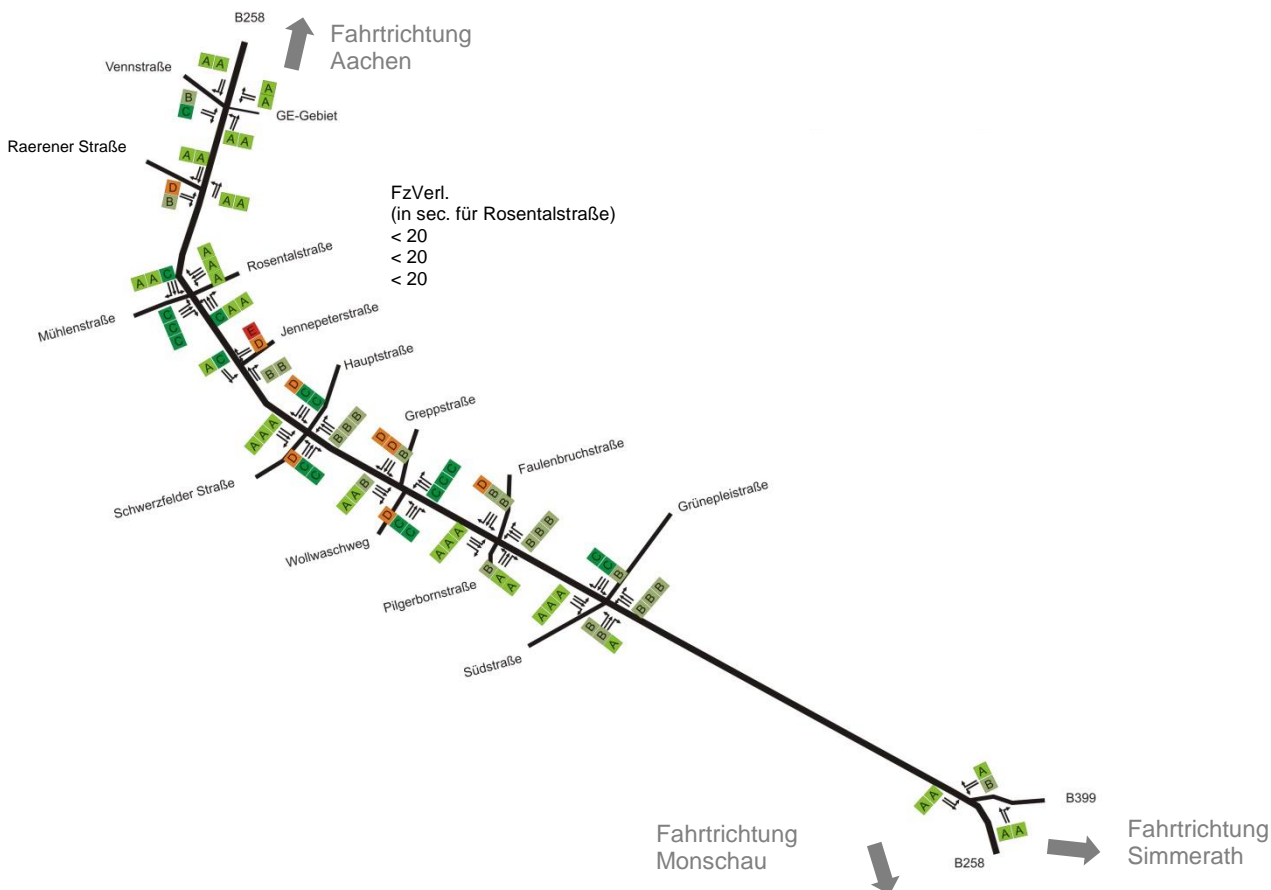 B258
Fahrtrichtung
Aachen
Vennstraße
A A
A
A
B
C
GE-Gebiet
A A
Raerener Straße
A A
D
B
A A
FzVerl.
(in sec. für Rosentalstraße)
< 20
< 20
< 20
Rosentalstraße
A
A
A
A A C
Mühlenstraße
C
C
C
C A A
Jennepeterstraße
E
D
A C
B B
Hauptstraße
D C C
A A A
B B B
Schwerzfelder Straße
D C C
Greppstraße
D D B
A A B
C C C
Wollwaschweg
D C C
Faulenbruchstraße
D B B
A A A
B B B
Pilgerbornstraße
B A A
Grünepleistraße
C C B
A A A
B B B
Südstraße
B B A
A
B
A A
B399
A A
B258
Fahrtrichtung
Monschau
Fahrtrichtung
Simmerath